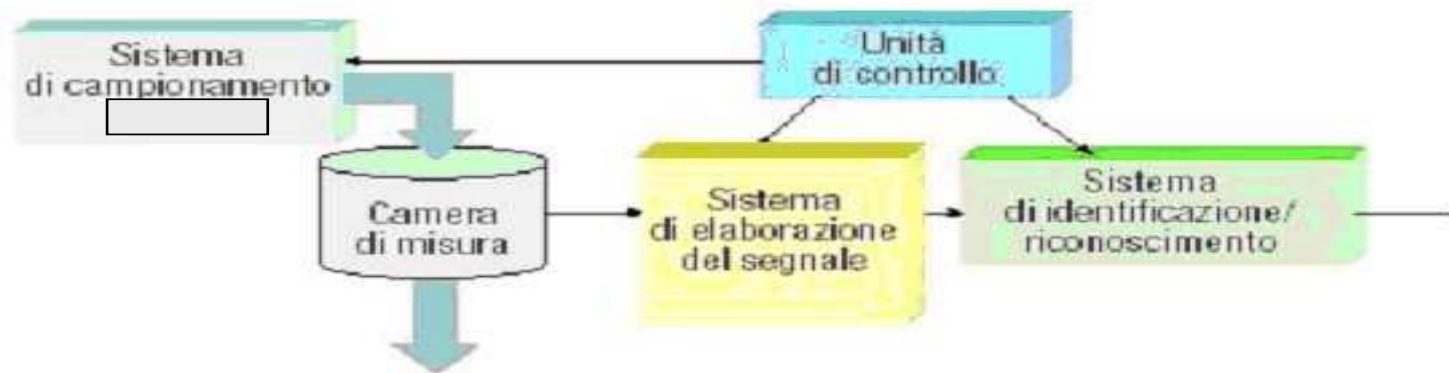 Sistema
di campionamento
Unità
di controllo
Camera
di misura
Sistema
di elaborazione
del segnale
Sistema
di identificazione/
riconoscimento